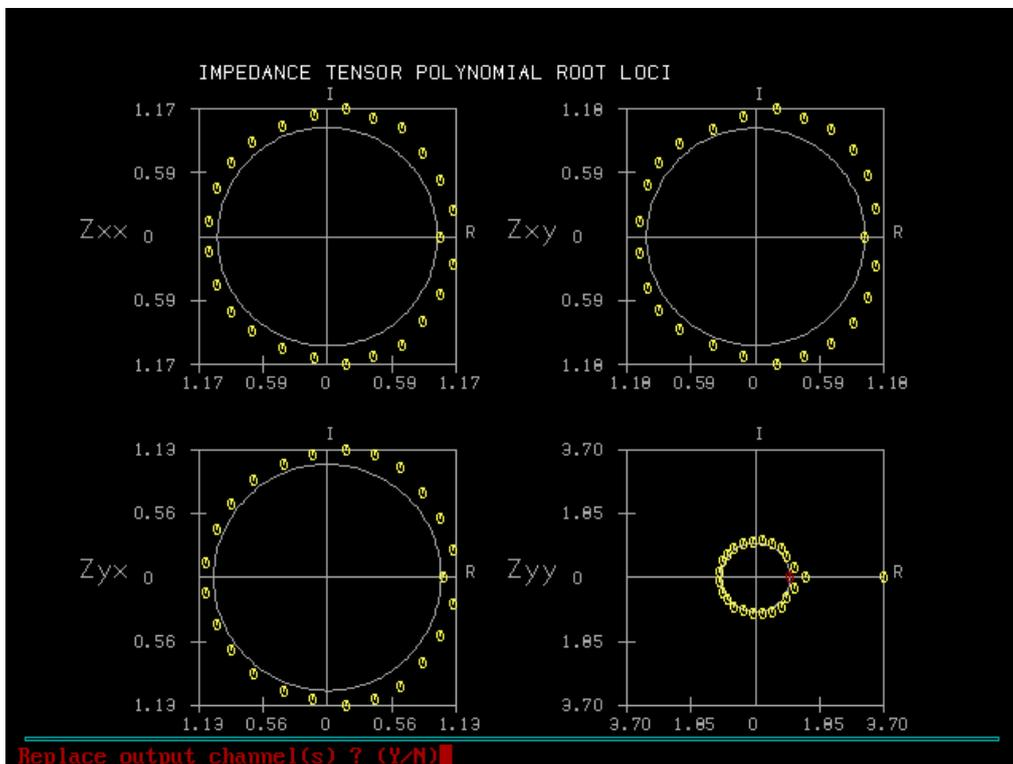 IMPEDANCE TENSOR POLYNOMIAL ROOT LOCI
I I
1.17 1.18
0.59 0.59
Zxx 0 R Zxy 0 R
0.59 0.59
1.17 1.18
1.17 0.59 0 0.59 1.17 1.18 0.59 0 0.59 1.18
I I
1.13 3.70
0.56 1.85
Zyx 0 R Zyy 0 R
0.56 1.85
1.13 3.70
1.13 0.56 0 0.56 1.13 3.70 1.85 0 1.85 3.70
Replace output channel(s) ? (Y/N)